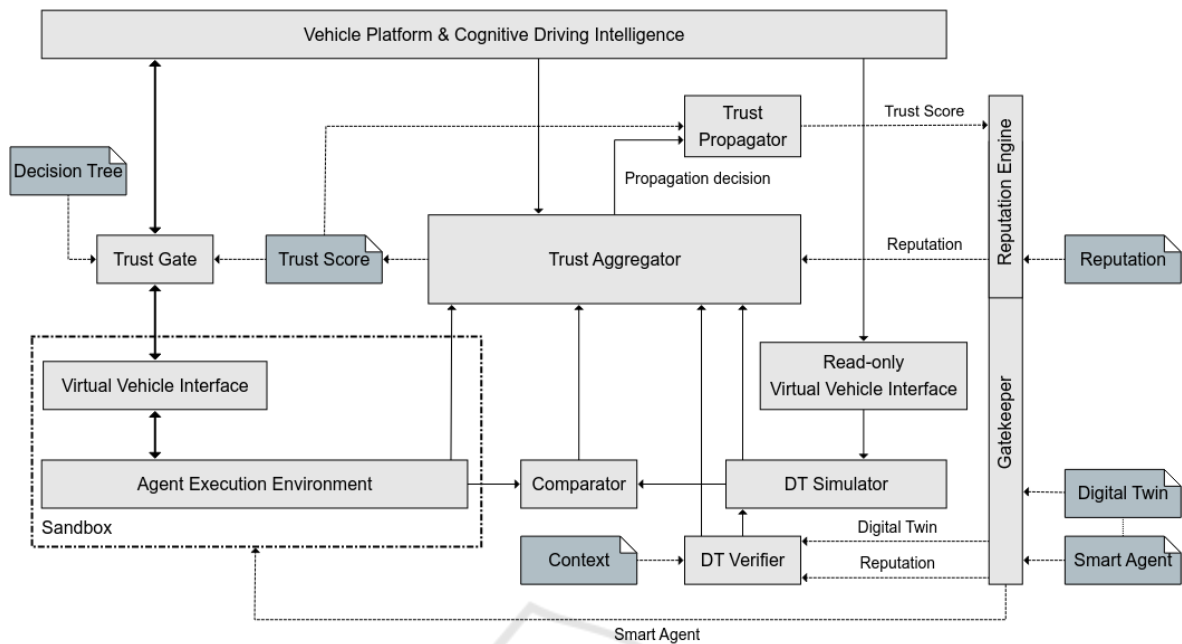 Vehicle Platform & Cognitive Driving Intelligence
Trust
Propagator
Trust Score
Decision Tree
Propagation decision
Reputation Engine
Trust Gate
Trust Score
Trust Aggregator
Reputation
Reputation
Virtual Vehicle Interface
Read-only
Virtual Vehicle Interface
Gatekeeper
Agent Execution Environment
Comparator
DT Simulator
Digital Twin
Sandbox
Digital Twin
Context
DT Verifier
Reputation
Smart Agent
Smart Agent